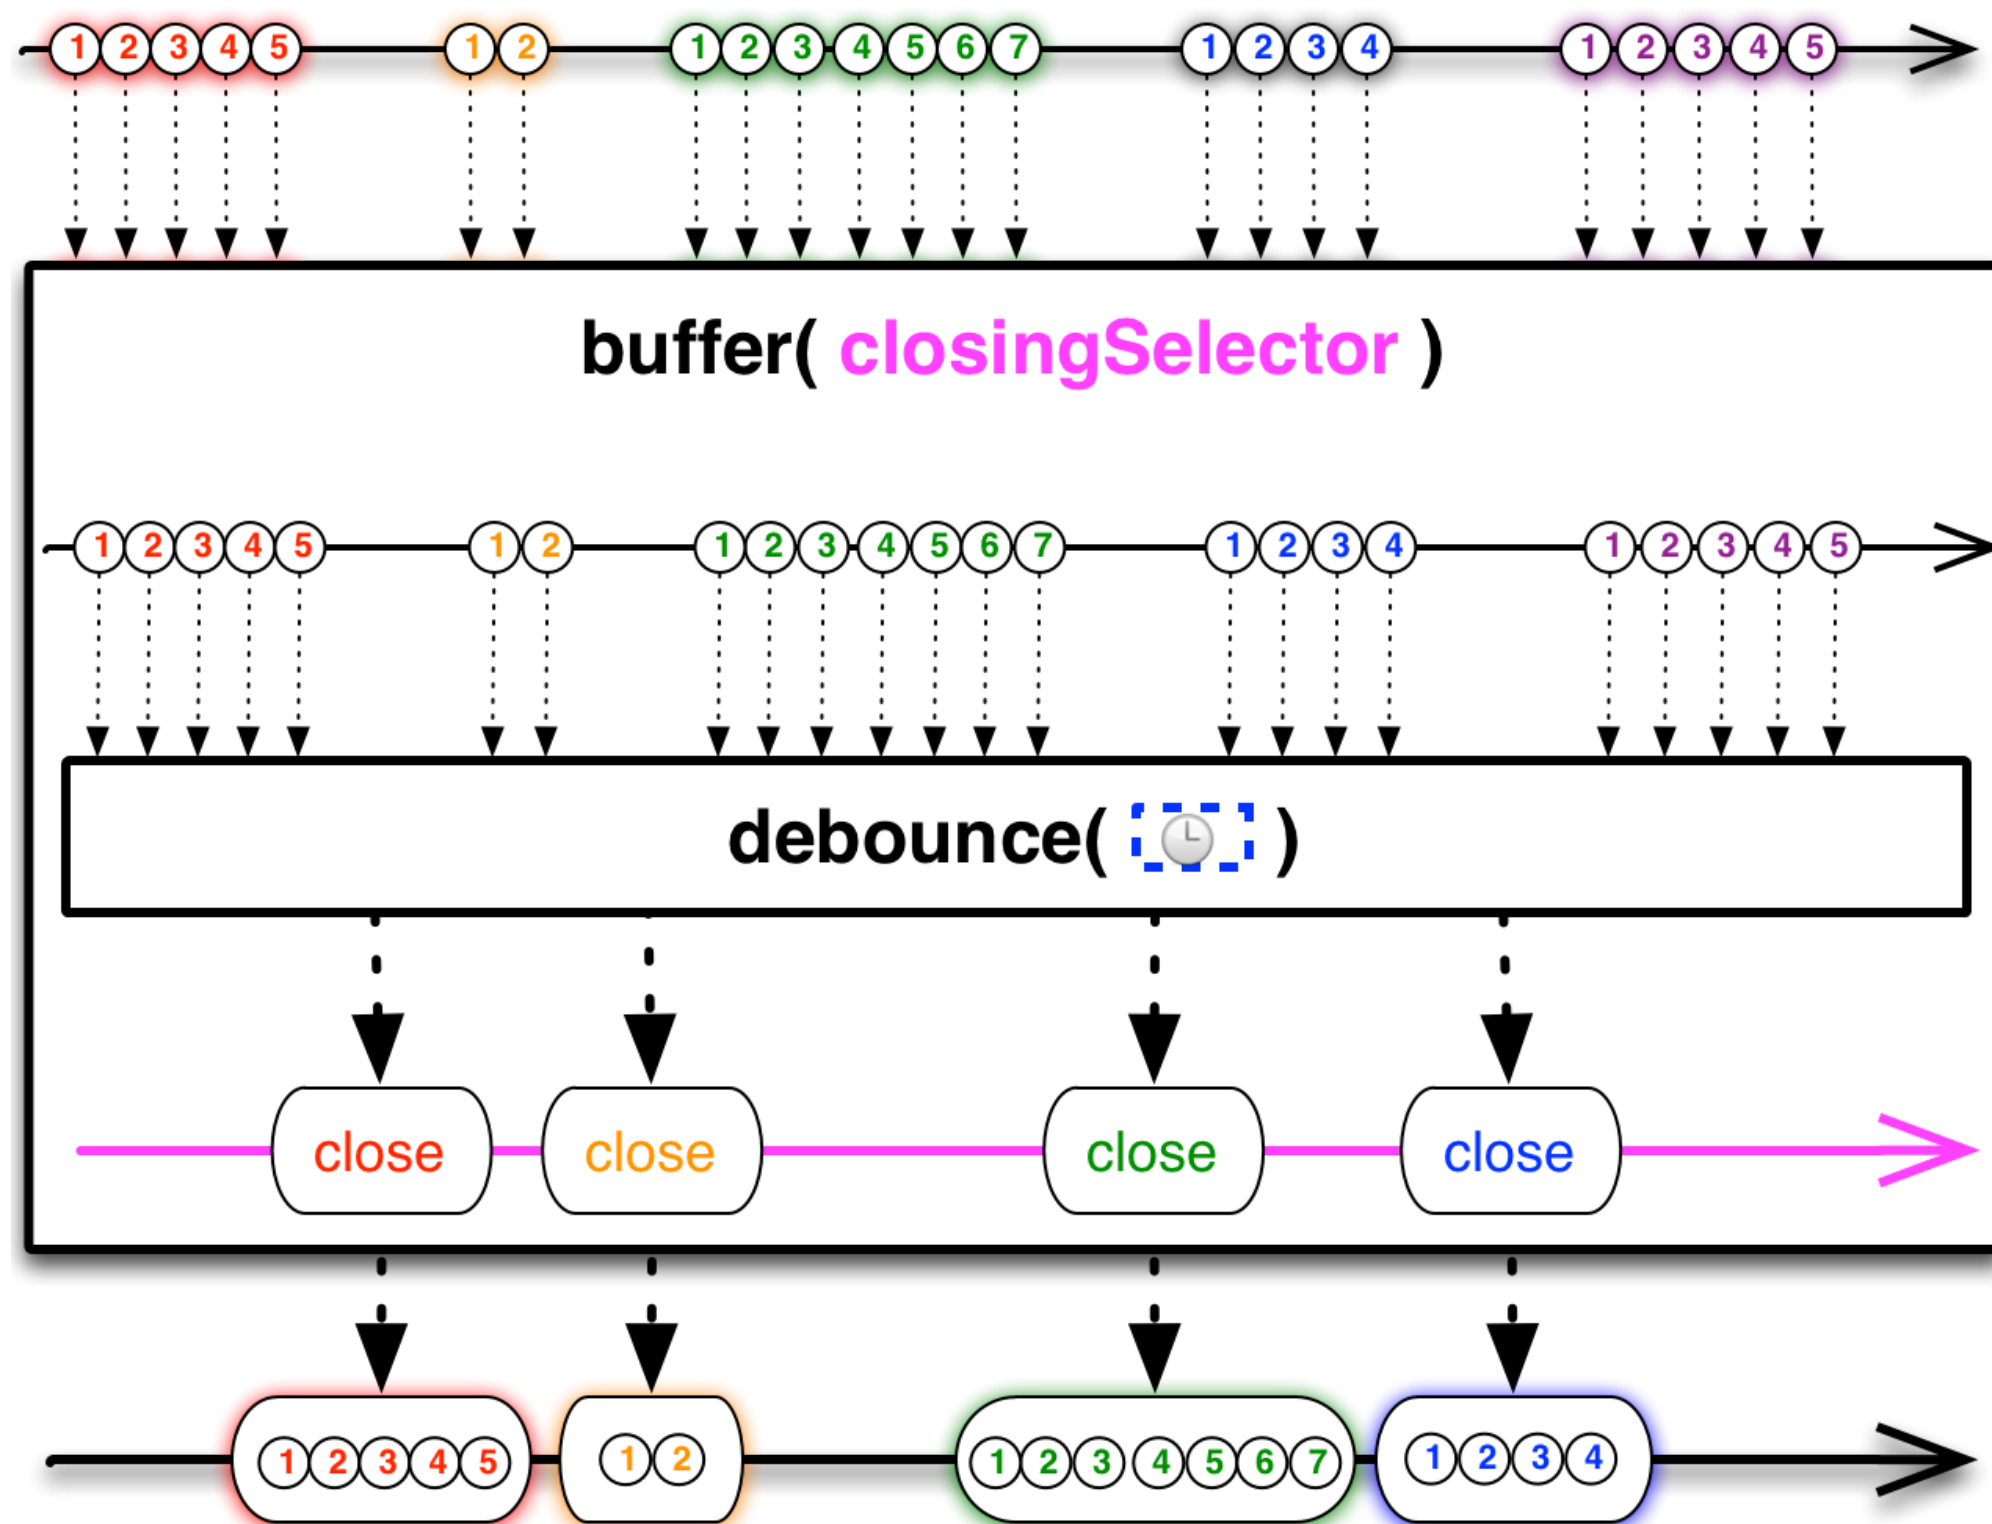 1 2 3 4 5 1 2 1 2 3 4 5 6 7 1 2 3 4 1 2 3 4 5
buffer( closingSelector )
1 2 3 4 5 1 2 1 2 3 4 5 6 7 1 2 3 4 1 2 3 4 5
debounce( )
close close close close
1 2 3 4 5 1 2 1 2 3 4 5 6 7 1 2 3 4